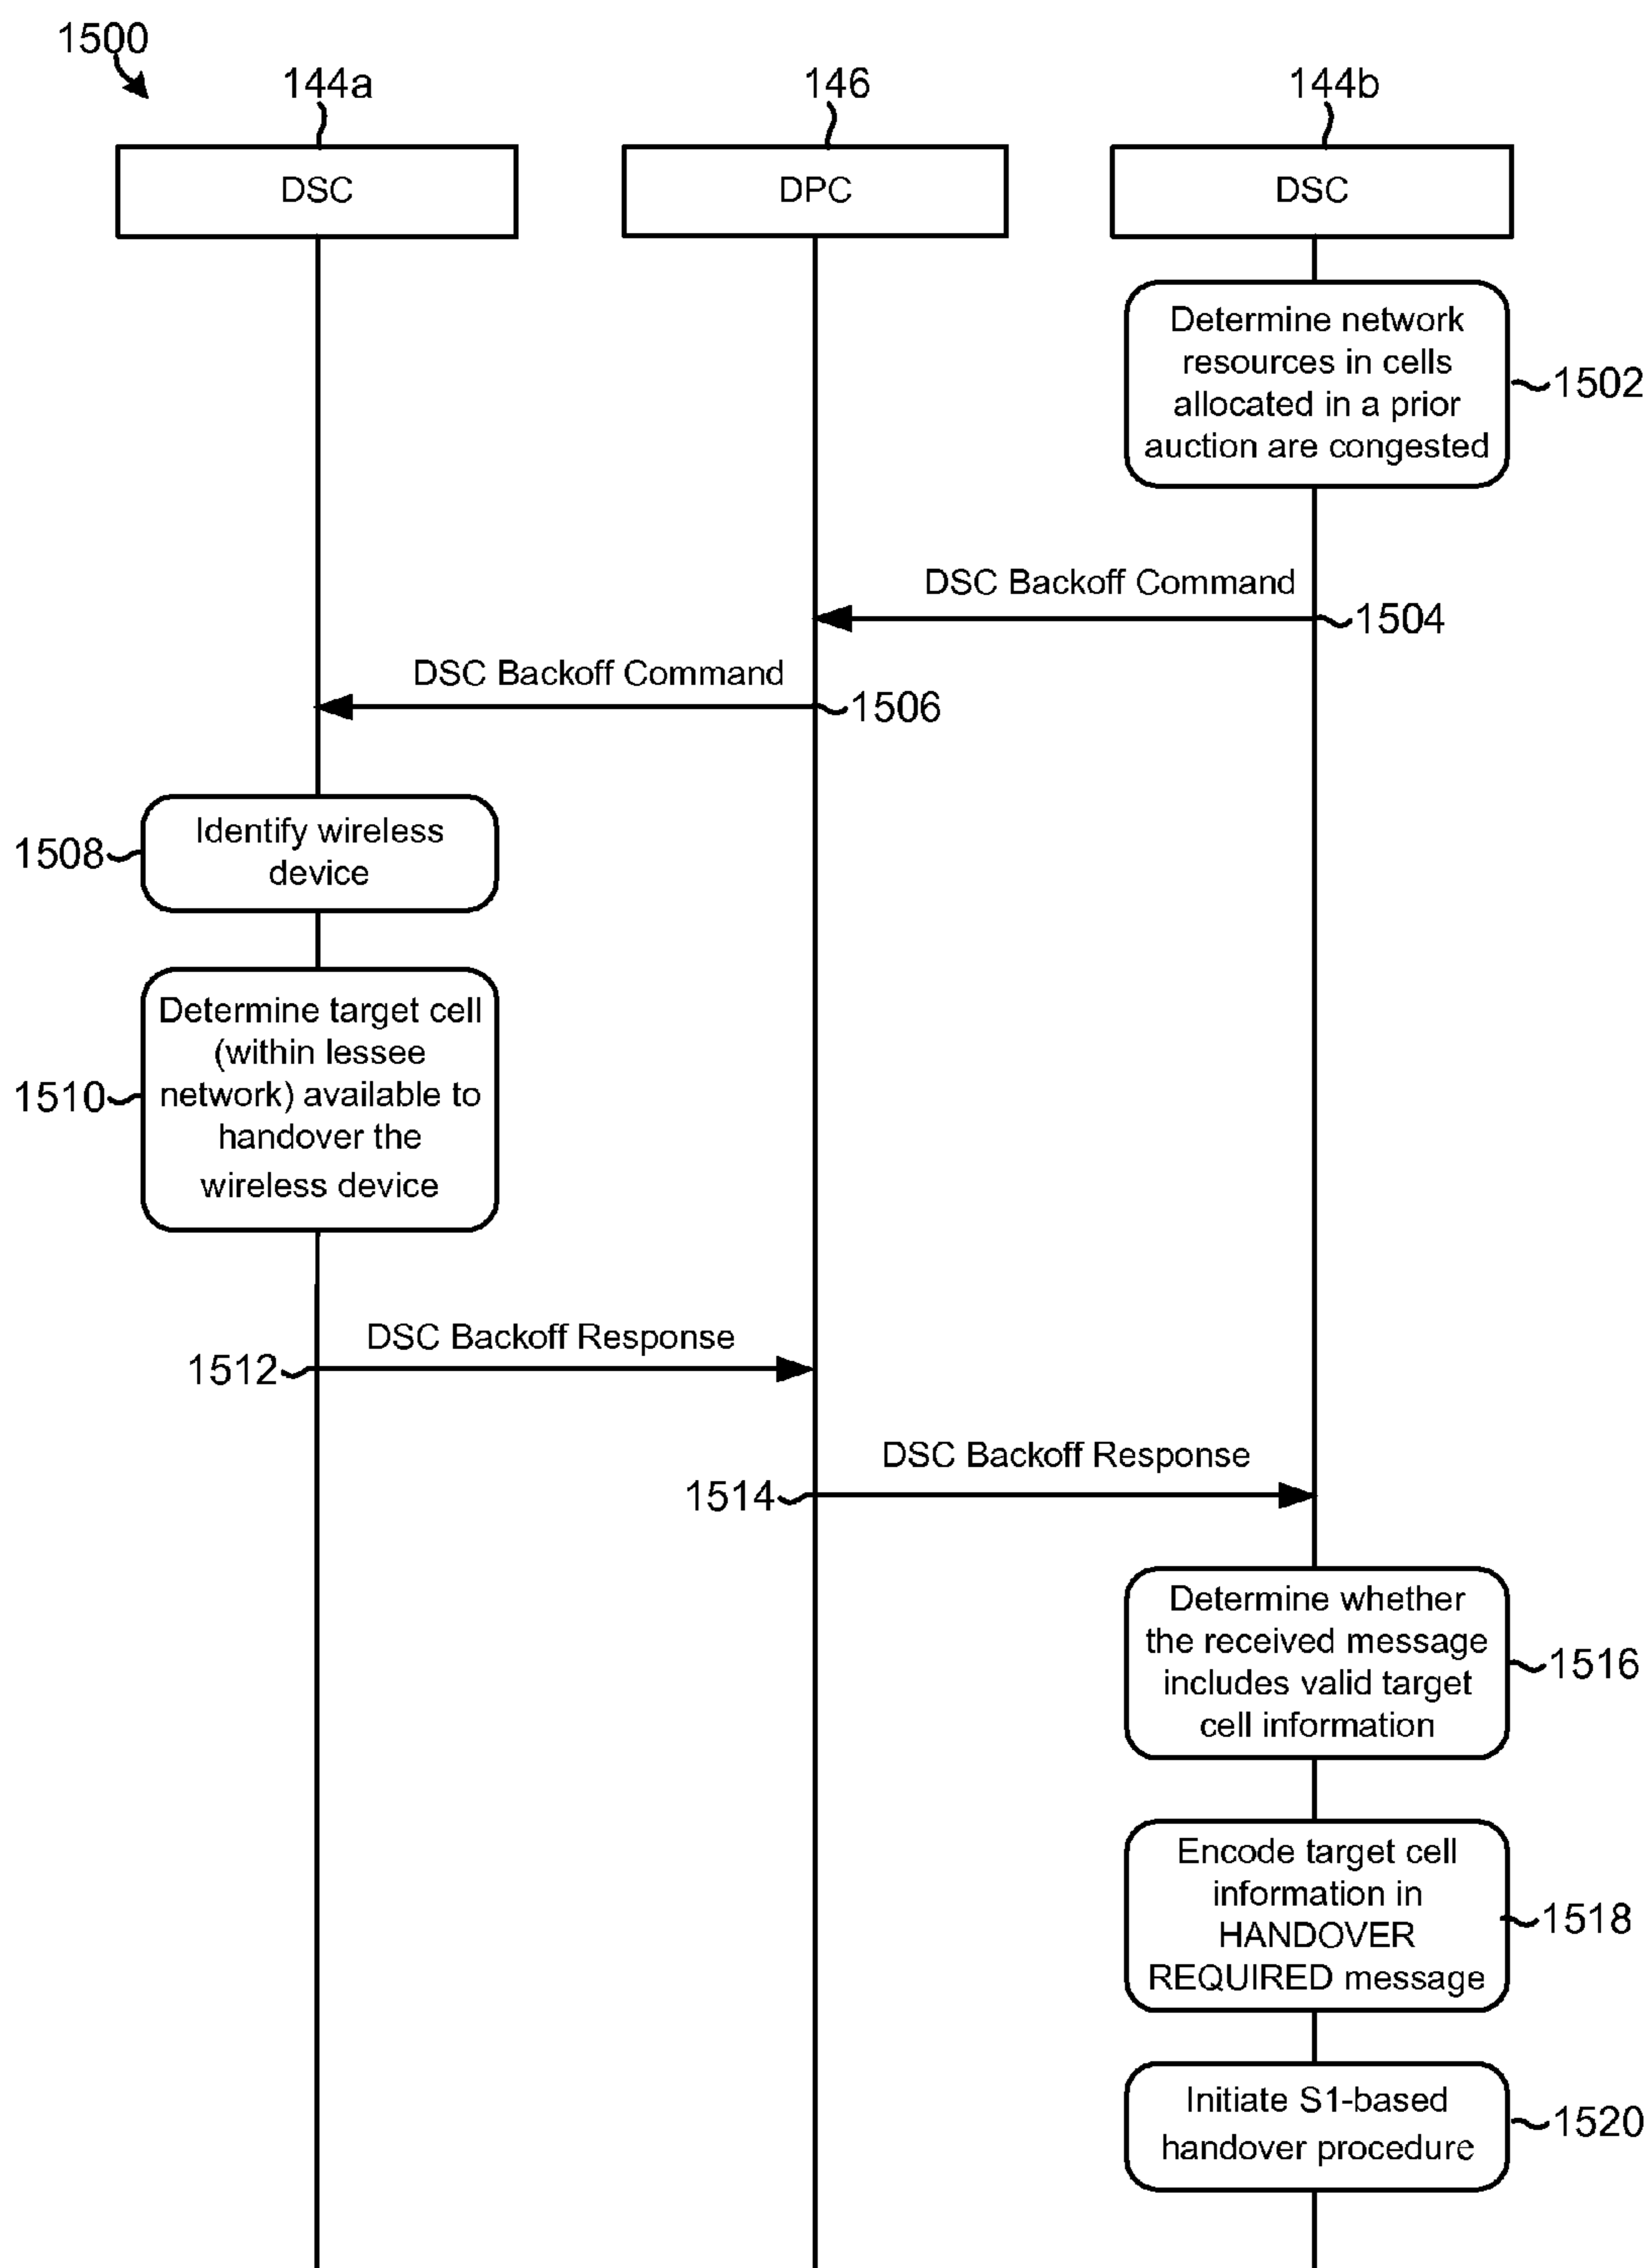 1500
144a
146
144b
DSC
DPC
DSC
Determine network
resources in cells
allocated in a prior
auction are congested
1502
DSC Backoff Command
1504
DSC Backoff Command
1506
1508
Identify wireless
device
1510
Determine target cell
(within lessee
network) available to
handover the
wireless device
DSC Backoff Response
1512
DSC Backoff Response
1514
Determine whether
the received message
includes valid target
cell information
1516
Encode target cell
information in
HANDOVER
REQUIRED message
1518
Initiate S1-based
handover procedure
1520